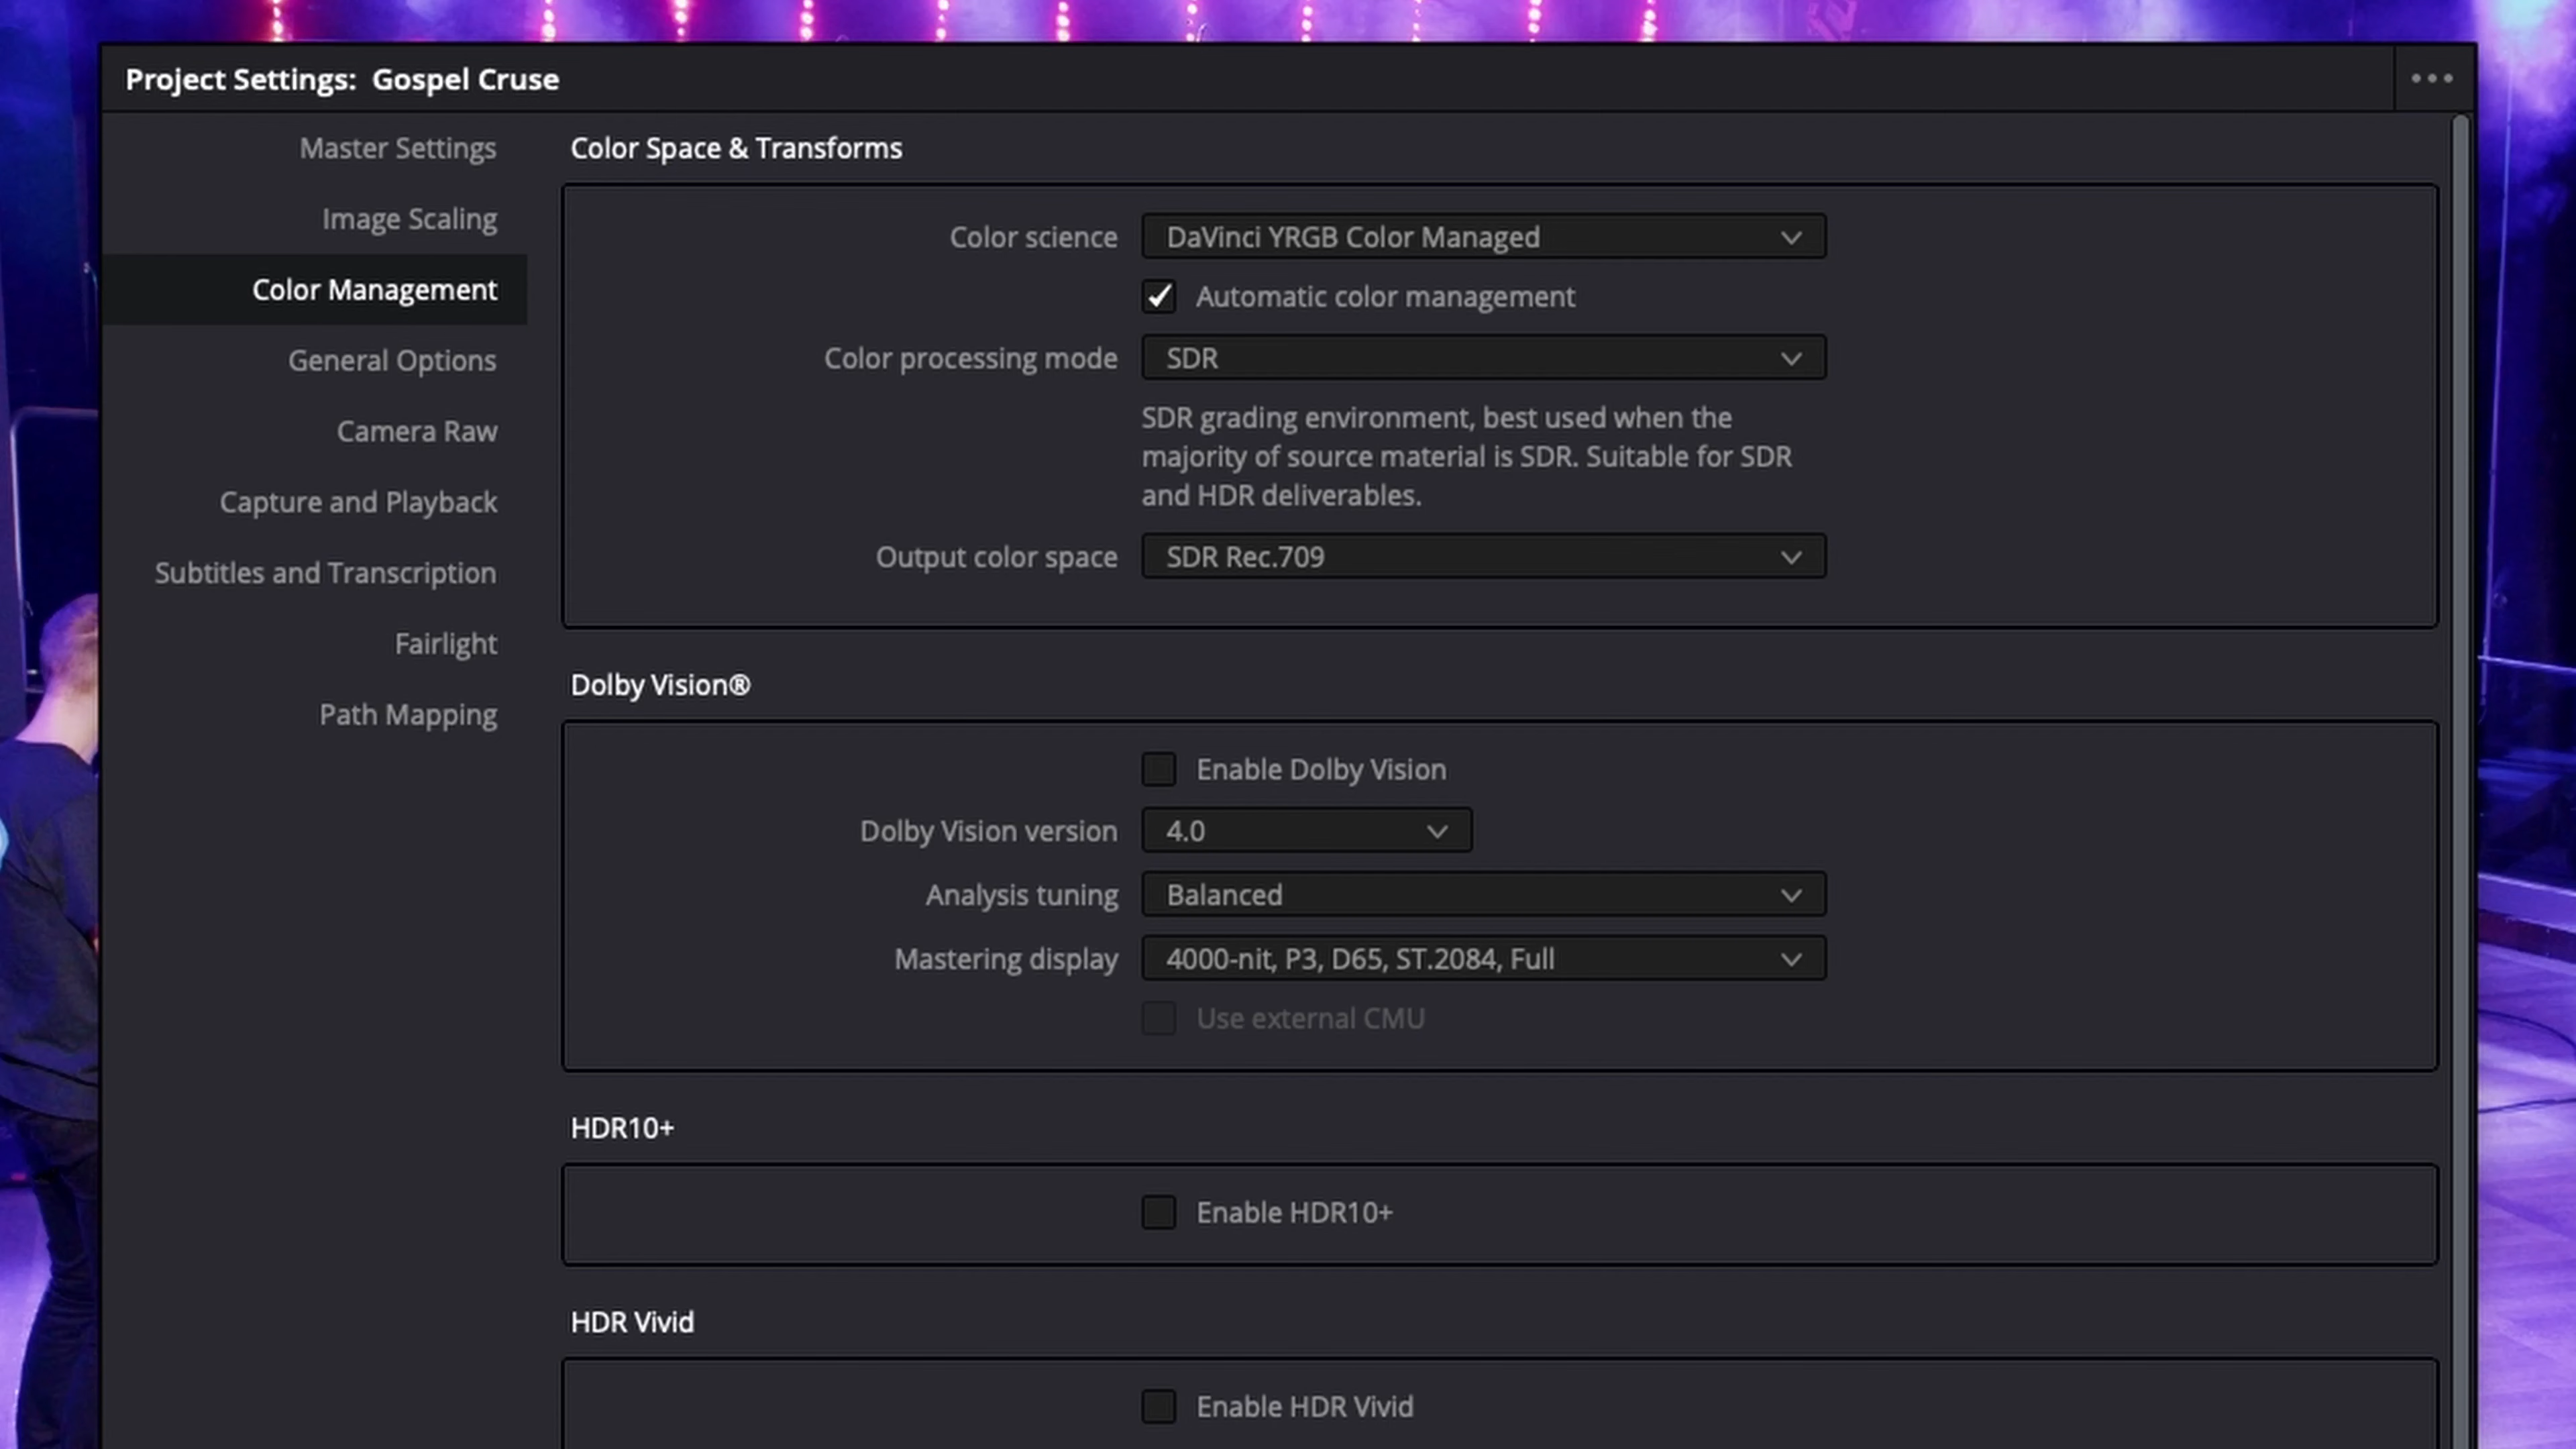 Project Settings: Gospel Cruse
Master Settings
Image Scaling
Color Management
General Options
Camera Raw
Capture and Playback
Subtitles and Transcription
Fairlight
Path Mapping
Color Space & Transforms
Color science DaVinci YRGB Color Managed
Automatic color management
Color processing mode SDR
SDR grading environment, best used when the
majority of source material is SDR. Suitable for SDR
and HDR deliverables.
Output color space SDR Rec.709
Dolby Vision®
Enable Dolby Vision
Dolby Vision version 4.0
Analysis tuning Balanced
Mastering display 4000-nit, P3, D65, ST.2084, Full
Use external CMU
HDR10+
Enable HDR10+
HDR Vivid
Enable HDR Vivid